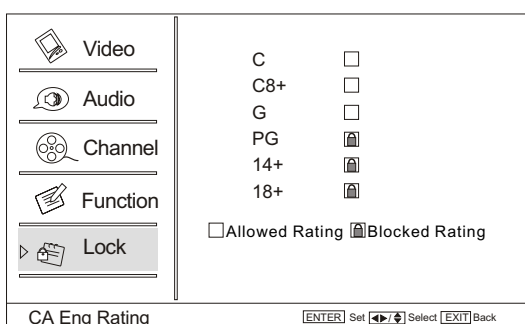 Video
Audio
Channel
Function
Lock
C
C8+
G
PG
14+
18+
Allowed Rating Blocked Rating
CA Eng Rating
ENTER Set ◀▶/◆ Select EXIT Back